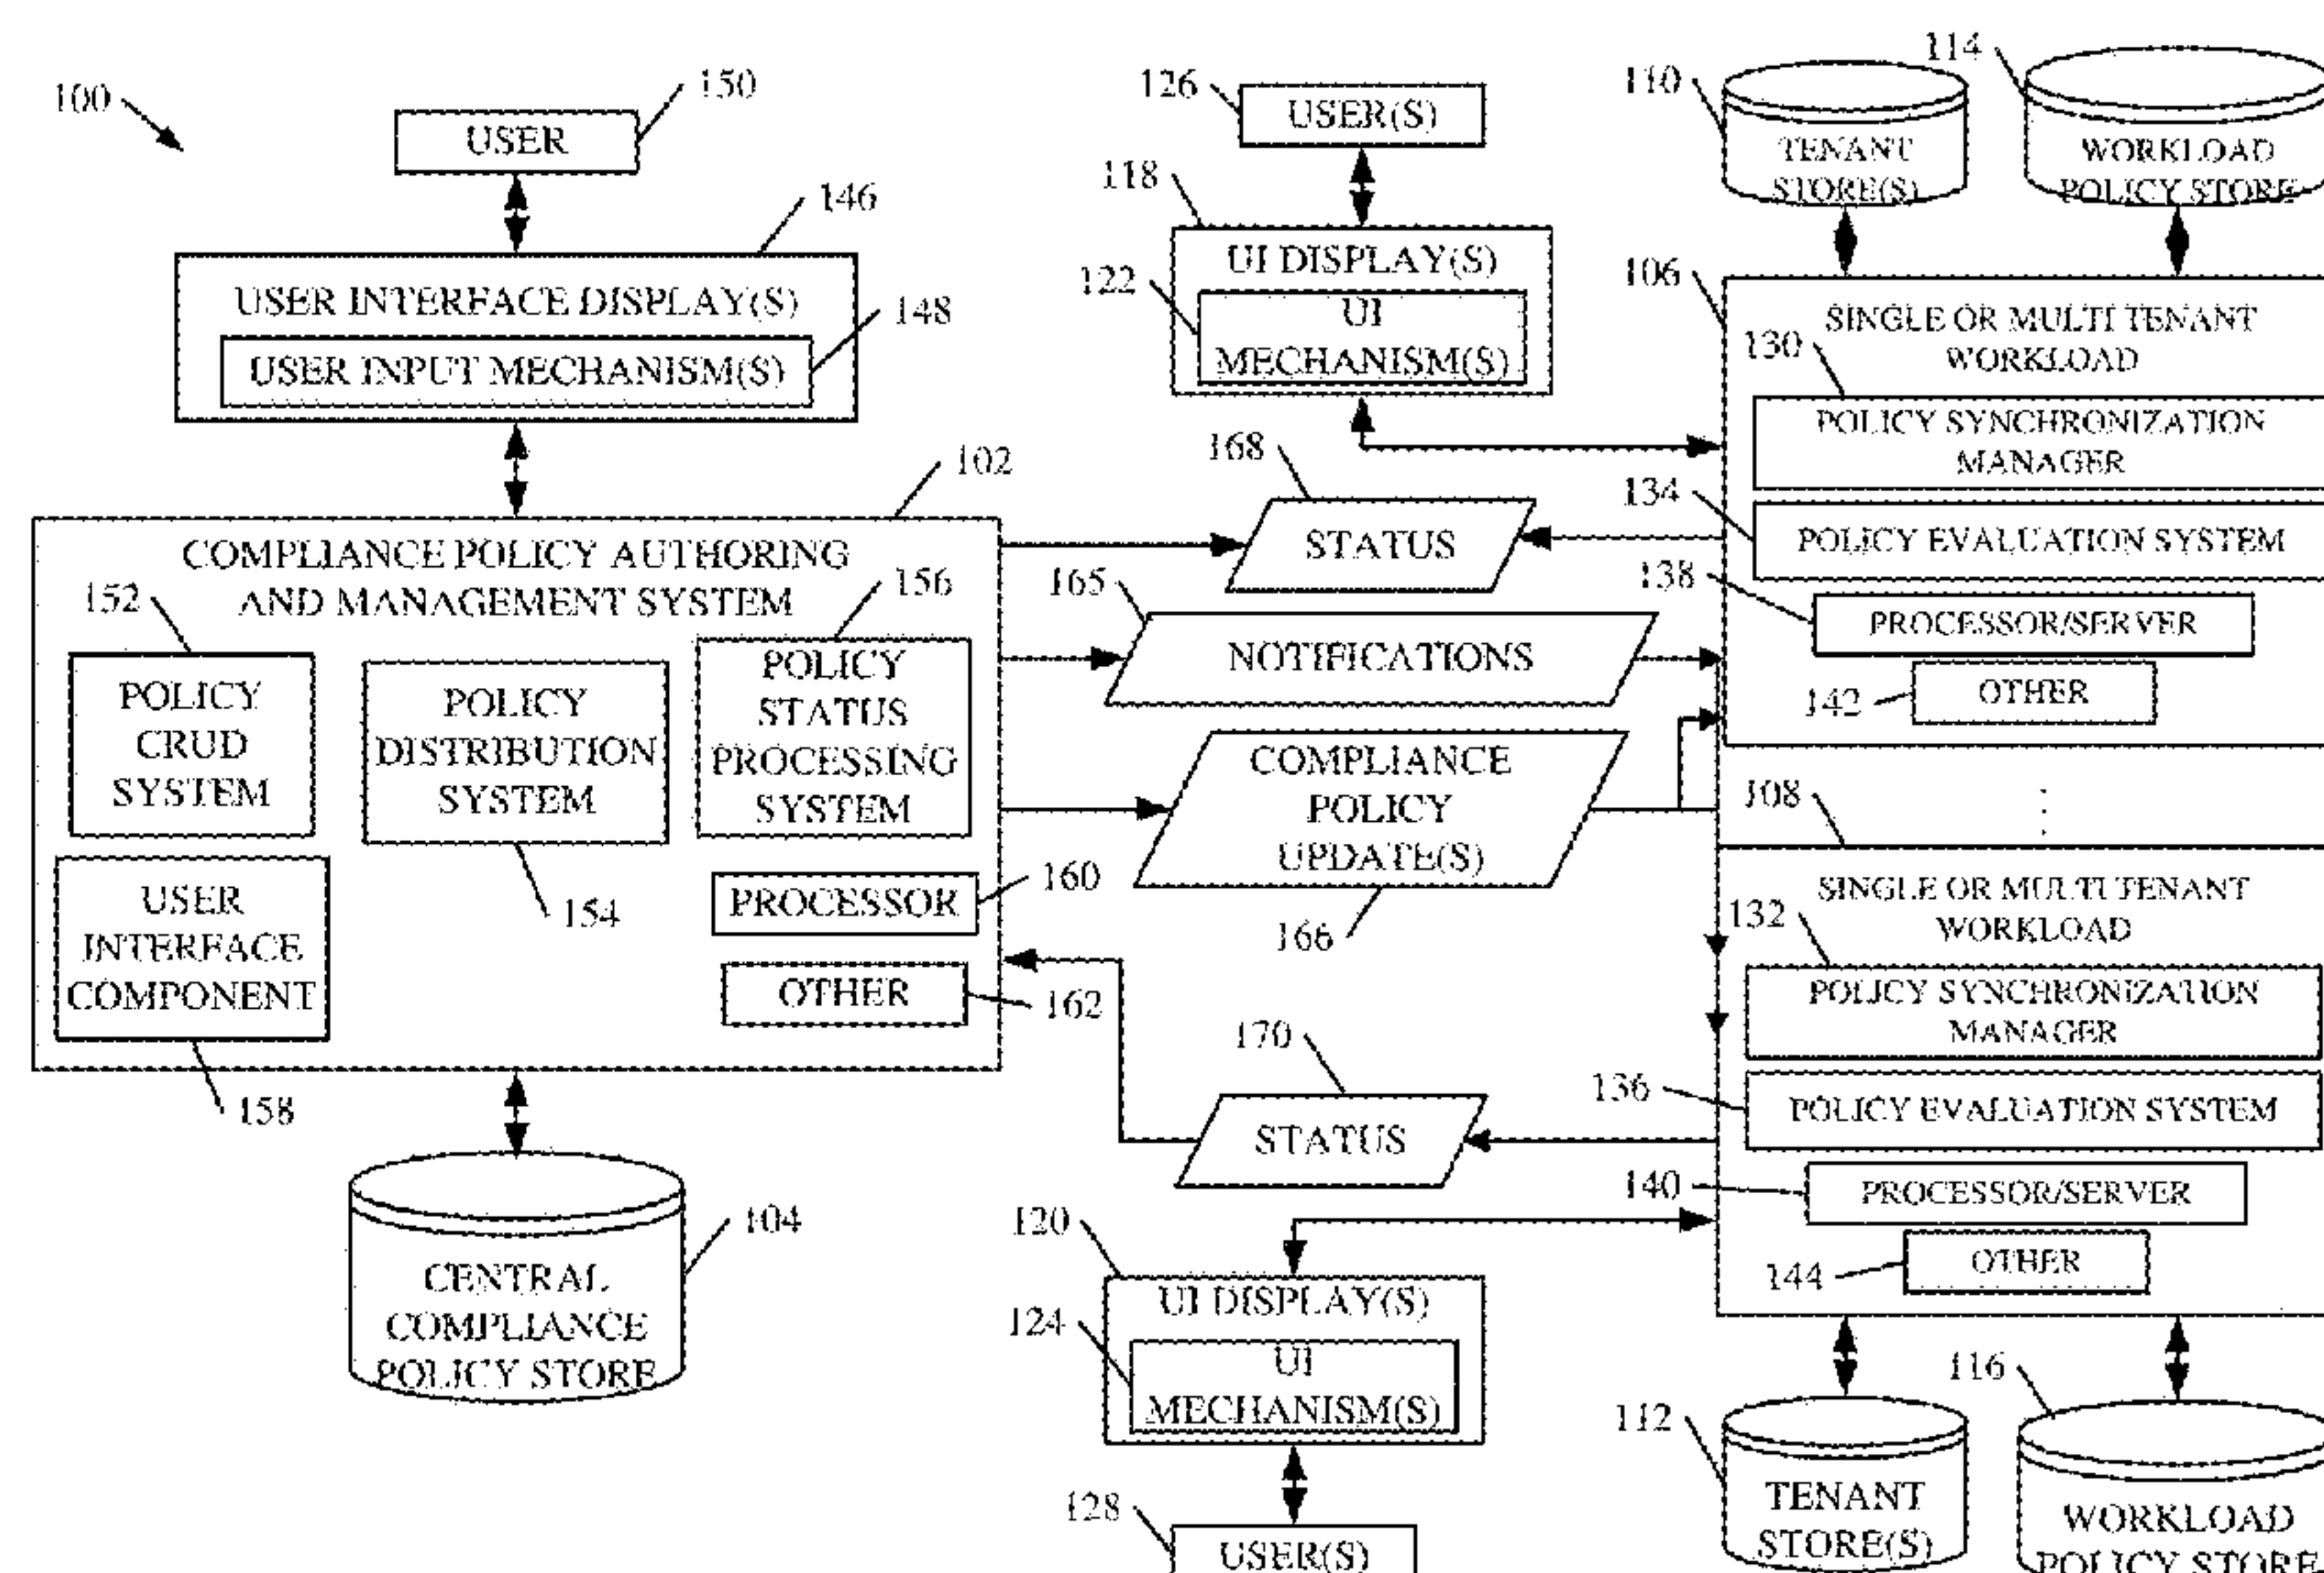 100
150
USER
146
USER INTERFACE DISPLAY(S)
148
USER INPUT MECHANISM(S)
102
COMPLIANCE POLICY AUTHORING
AND MANAGEMENT SYSTEM
152
156
POLICY
CRUD
SYSTEM
POLICY
DISTRIBUTION
SYSTEM
POLICY
STATUS
PROCESSING
SYSTEM
154
USER
INTERFACE
COMPONENT
158
PROCESSOR
160
OTHER
162
104
CENTRAL
COMPLIANCE
POLICY STORE
126
USER(S)
118
UI DISPLAY(S)
122
UI
MECHANISM(S)
168
STATUS
165
NOTIFICATIONS
COMPLIANCE
POLICY
UPDATE(S)
166
170
STATUS
120
UI DISPLAY(S)
124
UI
MECHANISM(S)
128
USER(S)
110
TENANT
STORE(S)
114
WORKLOAD
POLICY STORE
106
SINGLE OR MULTI TENANT
WORKLOAD
130
POLICY SYNCHRONIZATION
MANAGER
134
POLICY EVALUATION SYSTEM
138
PROCESSOR/SERVER
142
OTHER
108
SINGLE OR MULTI TENANT
WORKLOAD
132
POLICY SYNCHRONIZATION
MANAGER
136
POLICY EVALUATION SYSTEM
140
PROCESSOR/SERVER
144
OTHER
112
TENANT
STORE(S)
116
WORKLOAD
POLICY STORE